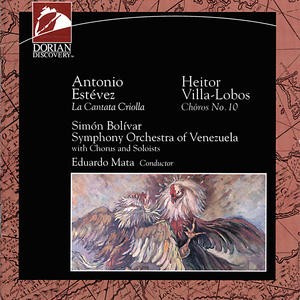 DORIAN
DISCOVERY™
Antonio
Estévez
La Cantata Criolla
Heitor
Villa-Lobos
Chôros No. 10
Simón Bolívar
Symphony Orchestra of Venezuela
with Chorus and Soloists
Eduardo Mata Conductor